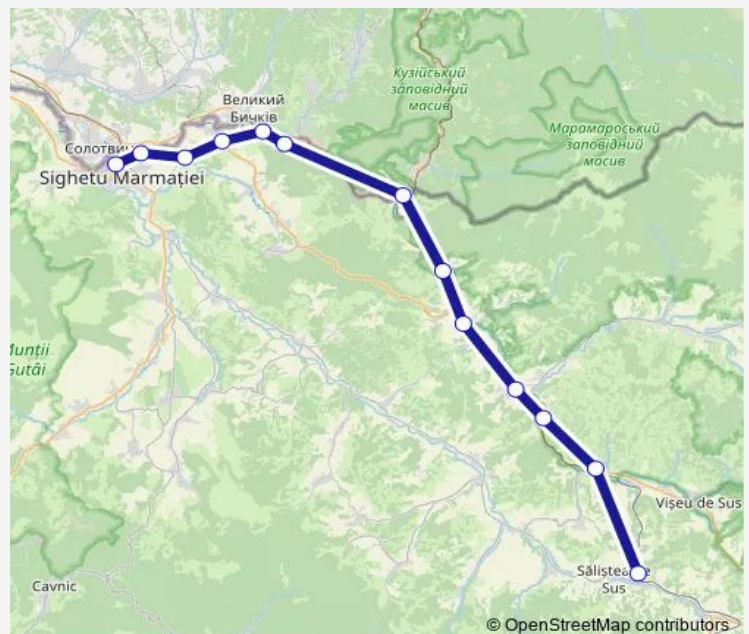 Кузійський
заповідний
масив
Великий
Бичків
Марамароський
заповідний
масив
Солотвин
Sighetu Marmației
Munții
Gutâi
Vișeu de Sus
Săliștea de
Sus
Cavnic
© OpenStreetMap contributors